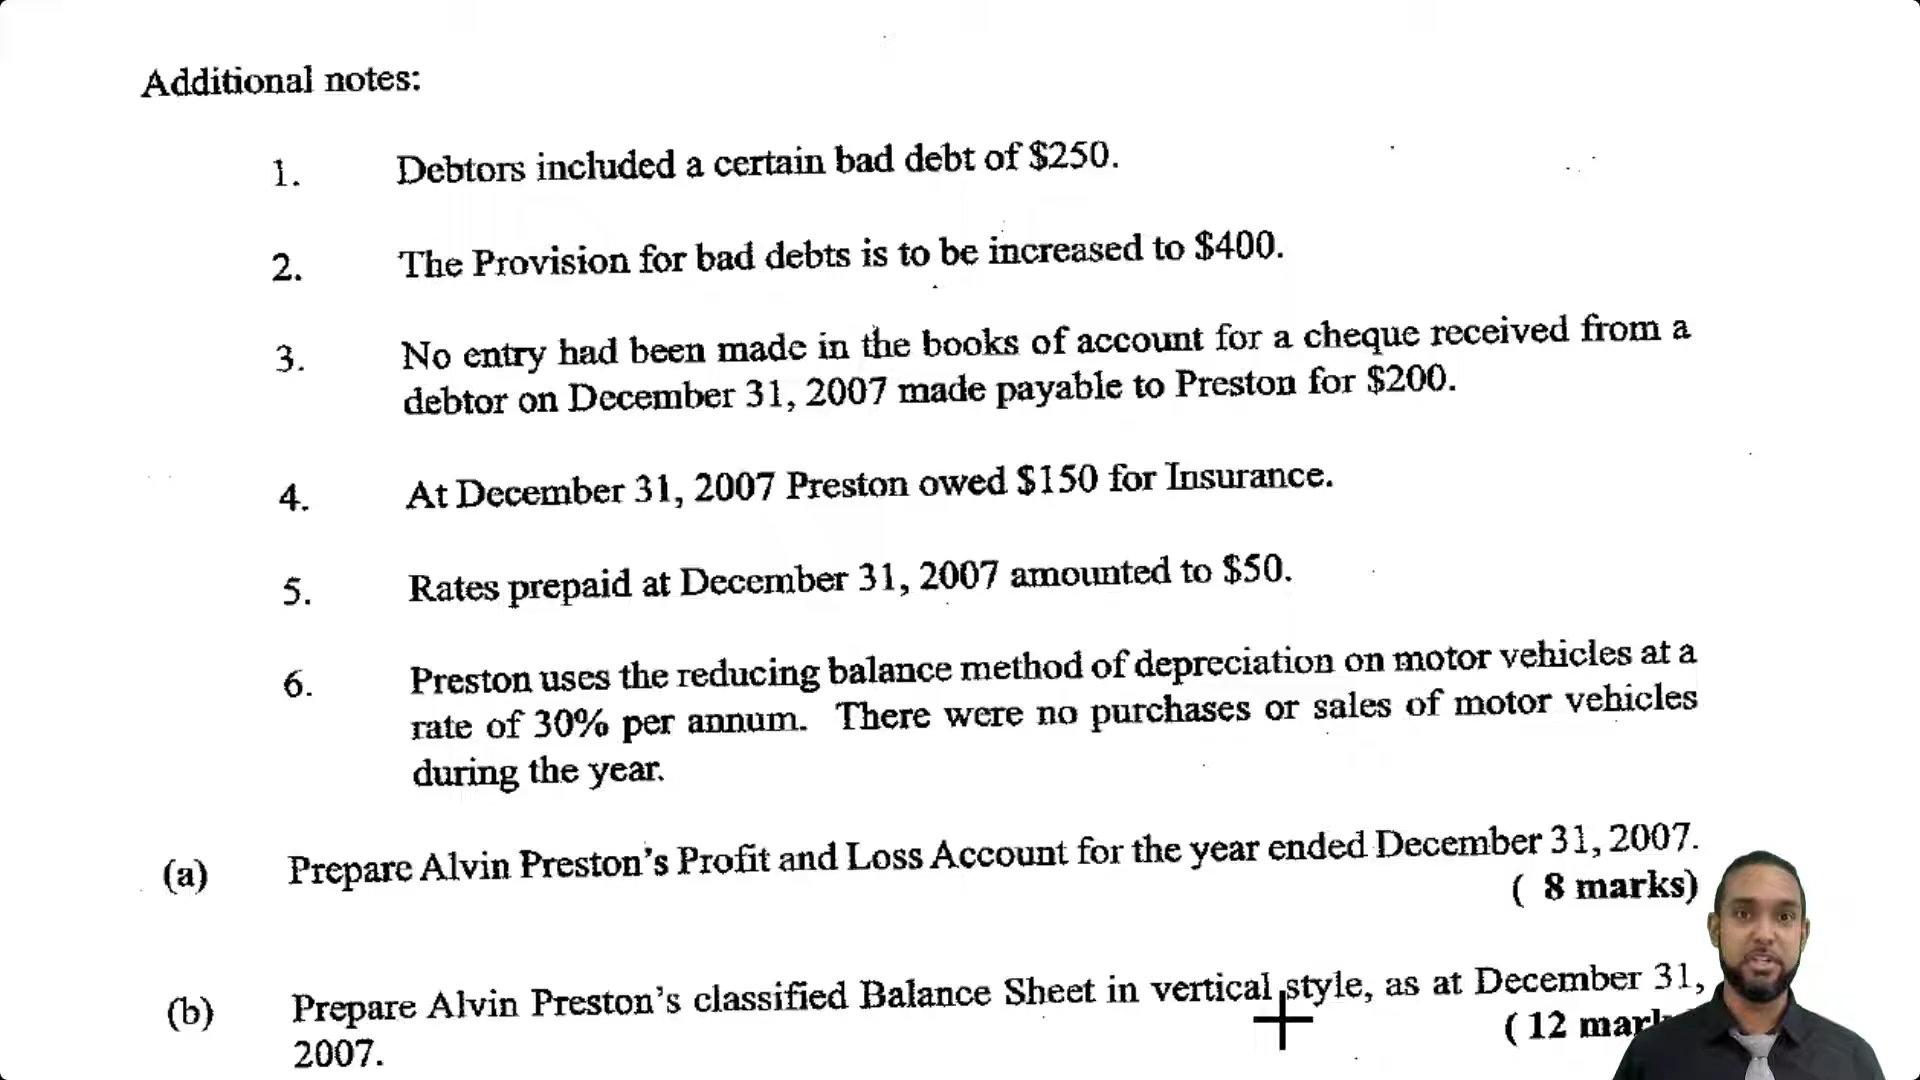 Additional notes:
1. Debtors included a certain bad debt of $250.
2. The Provision for bad debts is to be increased to $400.
3. No entry had been made in the books of account for a cheque received from a
debtor on December 31, 2007 made payable to Preston for $200.
4. At December 31, 2007 Preston owed $150 for Insurance.
5. Rates prepaid at December 31, 2007 amounted to $50.
6. Preston uses the reducing balance method of depreciation on motor vehicles at a
rate of 30% per annum. There were no purchases or sales of motor vehicles
during the year.
(a) Prepare Alvin Preston's Profit and Loss Account for the year ended December 31, 2007.
( 8 marks)
(b) Prepare Alvin Preston's classified Balance Sheet in vertical style, as at December 31,
( 12
2007.